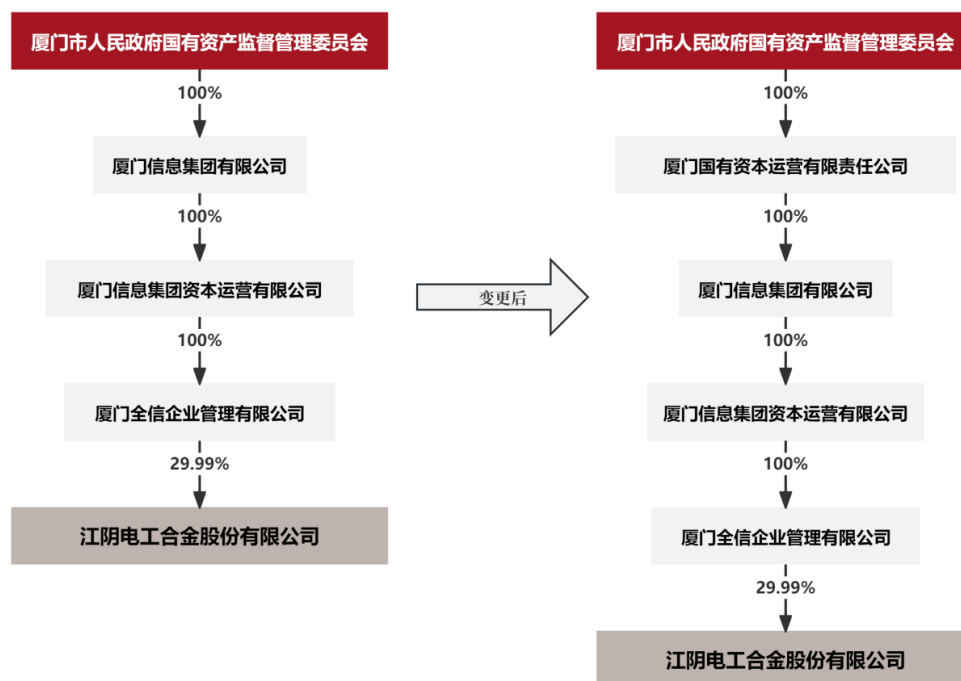 厦门市人民政府国有资产监督管理委员会
100%
厦门信息集团有限公司
100%
厦门信息集团资本运营有限公司
100%
厦门全信企业管理有限公司
29.99%
江阴电工合金股份有限公司
变更后
厦门市人民政府国有资产监督管理委员会
100%
厦门国有资本运营有限责任公司
100%
厦门信息集团有限公司
100%
厦门信息集团资本运营有限公司
100%
厦门全信企业管理有限公司
29.99%
江阴电工合金股份有限公司